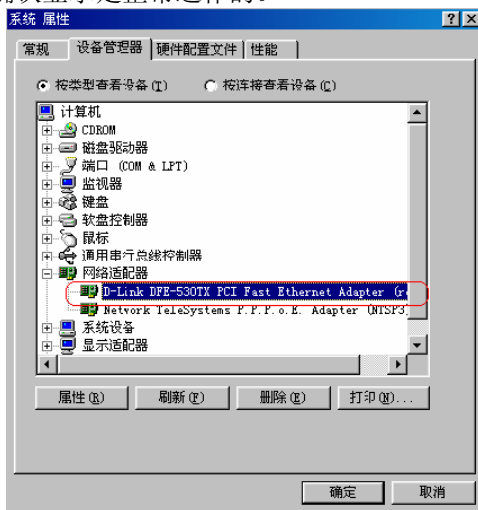 系统 属性
常规 设备管理器 硬件配置文件 性能
按类型查看设备(T) 按连接查看设备(C)
计算机
CDROM
磁盘驱动器
端口 (COM & LPT)
监视器
键盘
软盘控制器
鼠标
通用串行总线控制器
网络适配器
D-Link DFE-530TX PCI Fast Ethernet Adapter (r
Network TeleSystems P.P.P.o.E. Adapter (NTSP3
系统设备
显示适配器
属性(R) 刷新(F) 删除(E) 打印(N)...
确定 取消